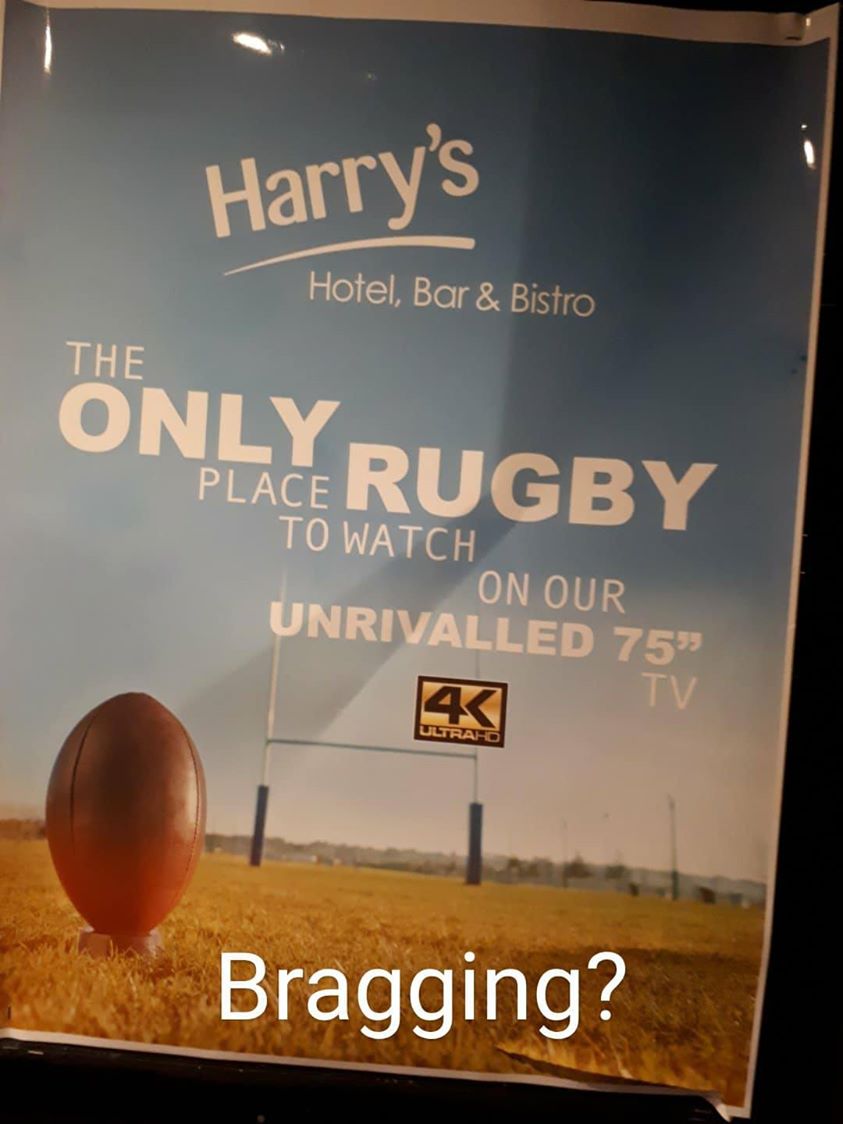 Harry's
Hotel, Bar & Bistro
THE
ONLY
PLACE RUGBY
TO WATCH
ON OUR
UNRIVALLED 75”
TV
4K
ULTRAHD
Bragging?